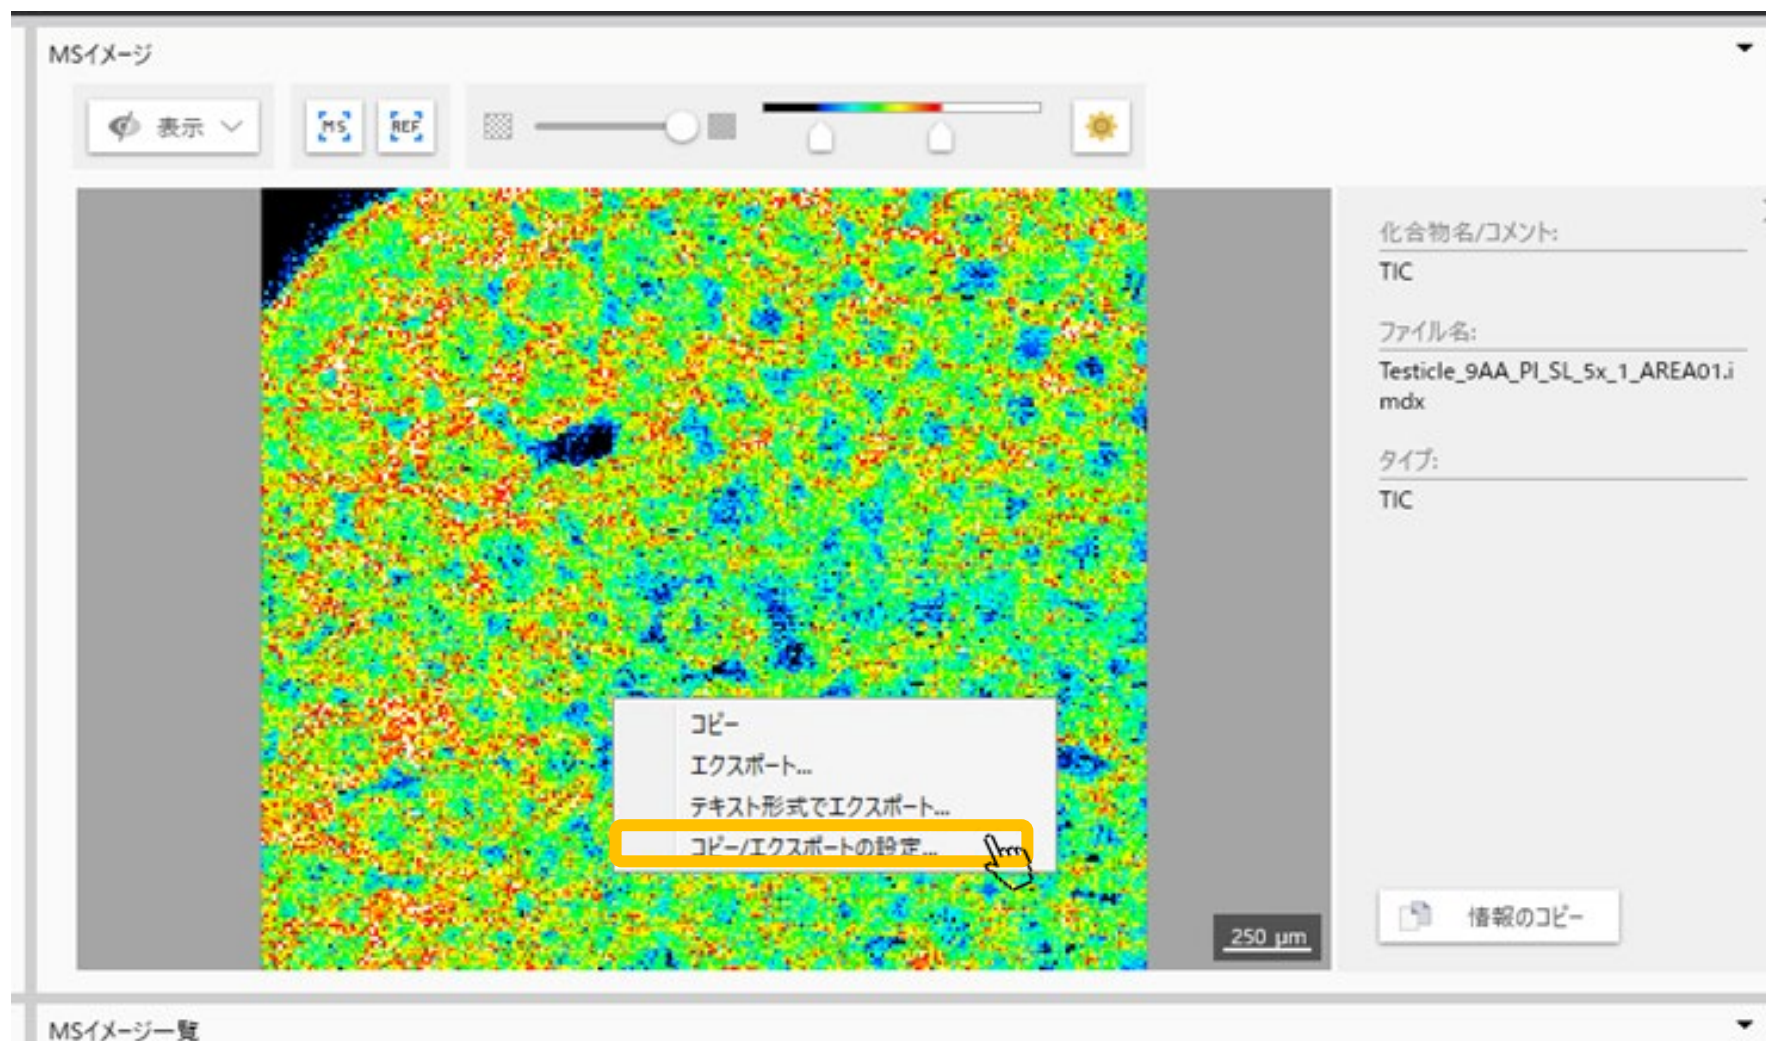 MSイメージ
表示
MS
REF
化合物名/コメント:
TIC
ファイル名:
Testicle_9AA_PI_SL_5x_1_AREA01.i
mdx
タイプ:
TIC
コピー
エクスポート...
テキスト形式でエクスポート...
コピー/エクスポートの設定...
250 μm
情報のコピー
MSイメージ一覧